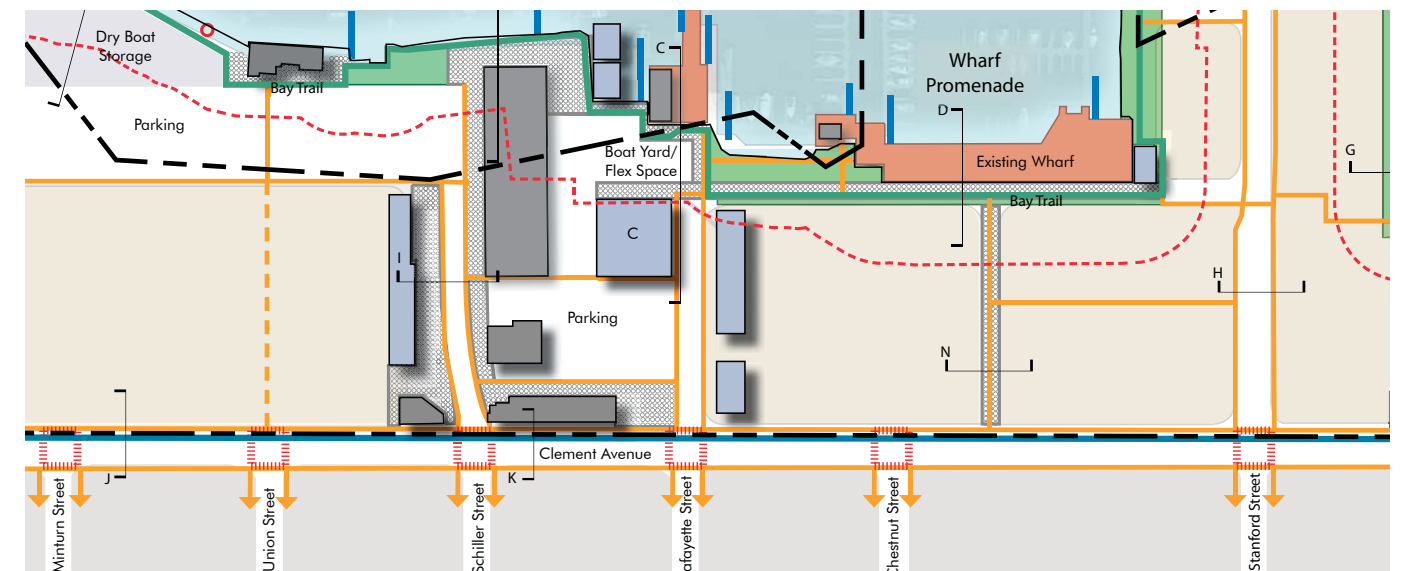 Dry Boat
Storage
C
Wharf
Promenade
Bay Trail
D
Parking
Boat Yard/
Flex Space
Existing Wharf
G
Bay Trail
C
I
H
Parking
N
Clement Avenue
J
K
Minturn Street
Union Street
Schiller Street
afayette Street
Chestnut Street
Stanford Street